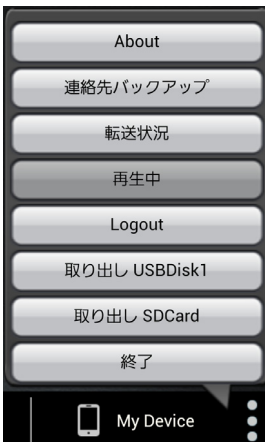 About
連絡先バックアップ
転送状況
再生中
Logout
取り出し USBDisk1
取り出し SDCard
終了
My Device